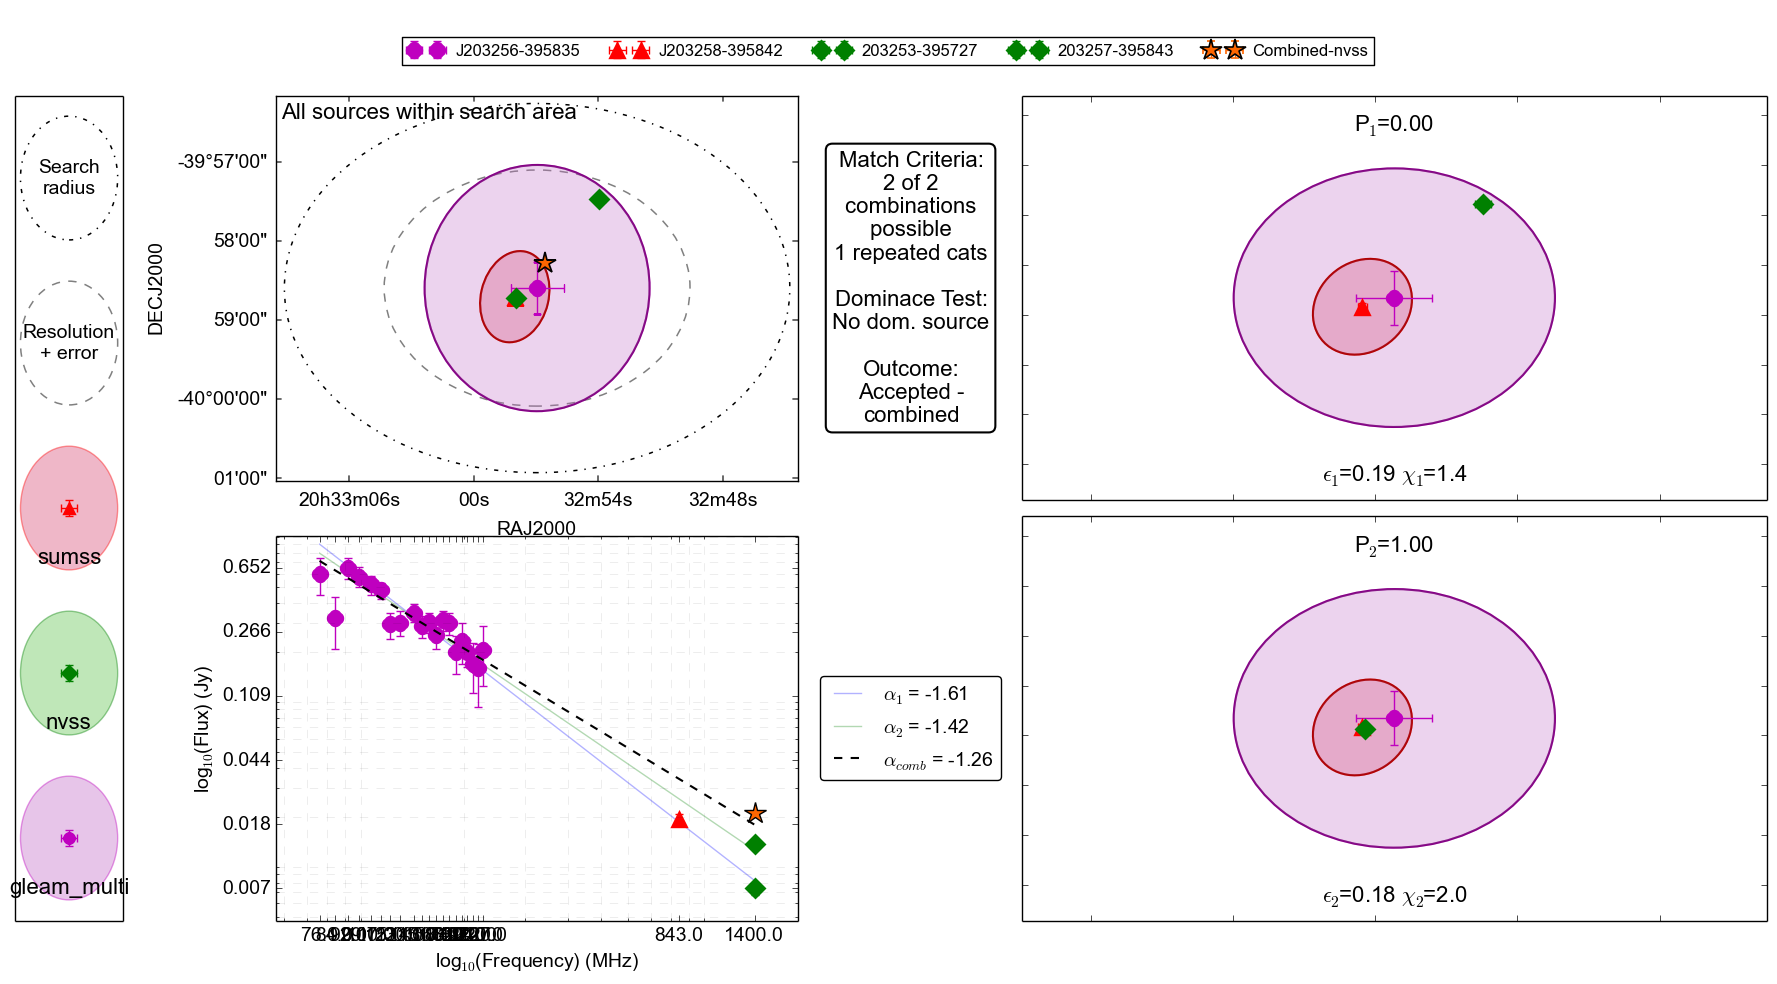 J203256-395835 J203258-395842 203253-395727 203257-395843 Combined-nvss
Search
radius
Resolution
+ error
sumss
nvss
gleam_multi
All sources within search area
DECJ2000
-39°57'00"
58'00"
59'00"
-40°00'00"
01'00"
20h33m06s 00s 32m54s 32m48s
RAJ2000
Match Criteria:
2 of 2
combinations
possible
1 repeated cats
Dominace Test:
No dom. source
Outcome:
Accepted -
combined
P1=0.00
ϵ1=0.19 χ1=1.4
log10(Flux) (Jy)
0.652
0.266
0.109
0.044
0.018
0.007
843.0 1400.0
log10(Frequency) (MHz)
α1 = -1.61
α2 = -1.42
αcomb = -1.26
P2=1.00
ϵ2=0.18 χ2=2.0